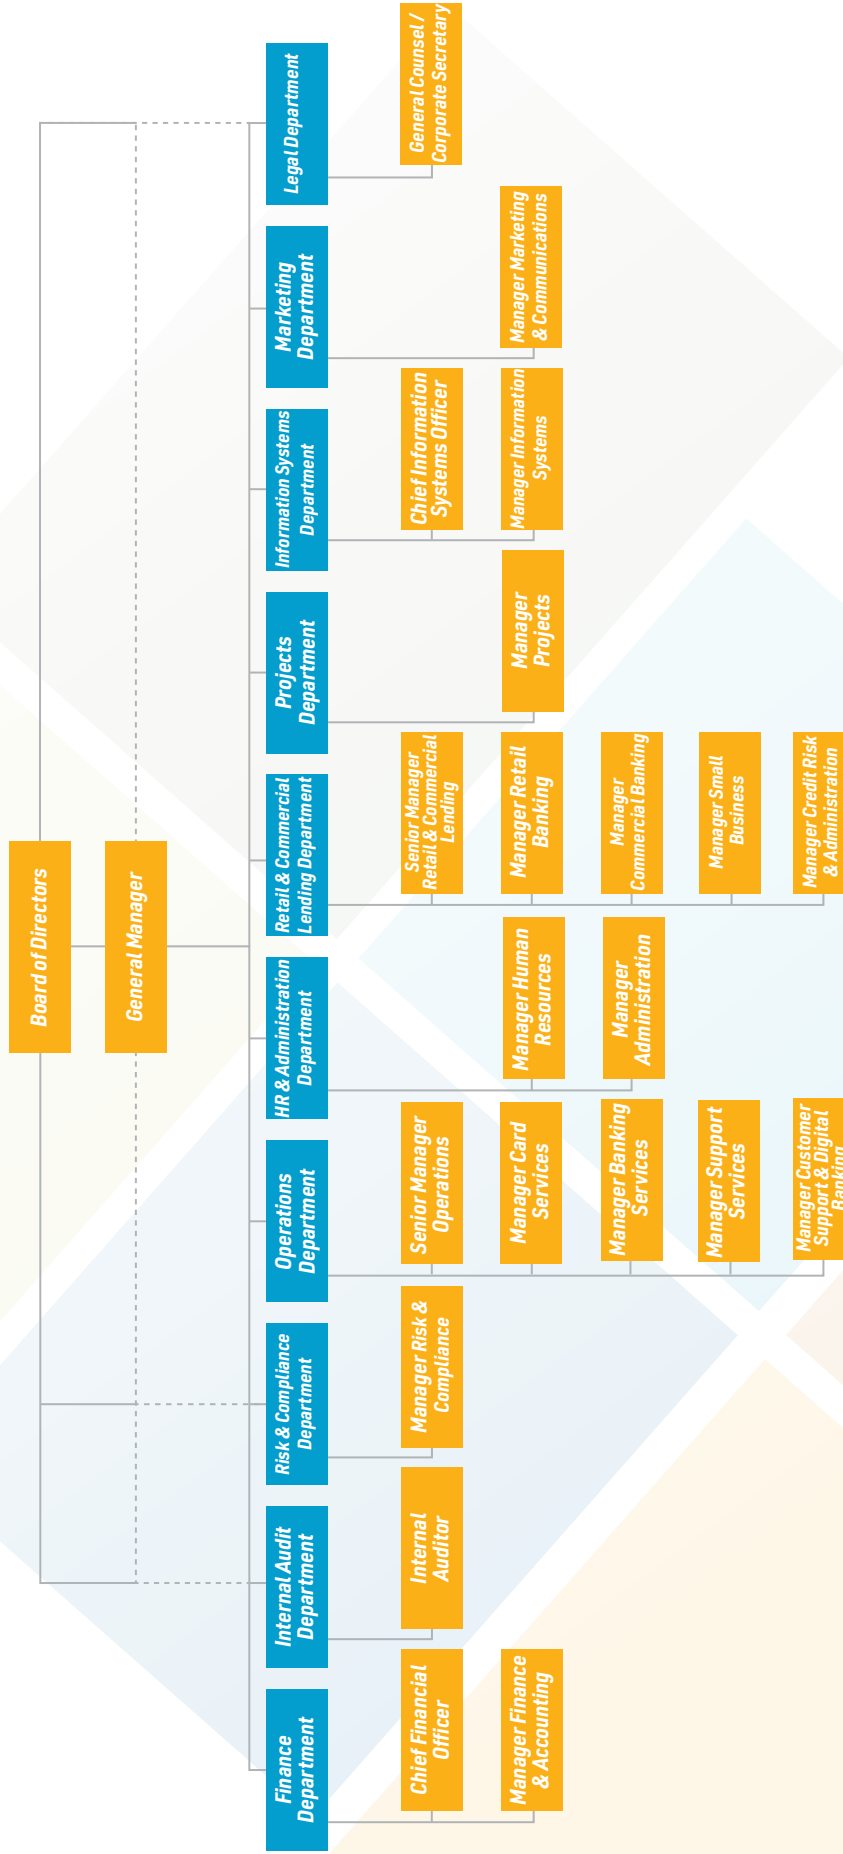 Board of Directors
General Manager
Finance
Department
Internal Audit
Department
Risk & Compliance
Department
Operations
Department
HR & Administration
Department
Retail & Commercial
Lending Department
Projects
Department
Information Systems
Department
Marketing
Department
Legal Department
Chief Financial
Officer
Manager Finance
& Accounting
Internal
Auditor
Manager Risk &
Compliance
Senior Manager
Operations
Manager Card
Services
Manager Banking
Services
Manager Support
Services
Manager Customer
Support & Digital
Banking
Manager Human
Resources
Manager
Administration
Senior Manager
Retail & Commercial
Lending
Manager Retail
Banking
Manager
Commercial Banking
Manager Small
Business
Manager Credit Risk
& Administration
Manager
Projects
Chief Information
Systems Officer
Manager Information
Systems
Manager Marketing
& Communications
General Counsel /
Corporate Secretary